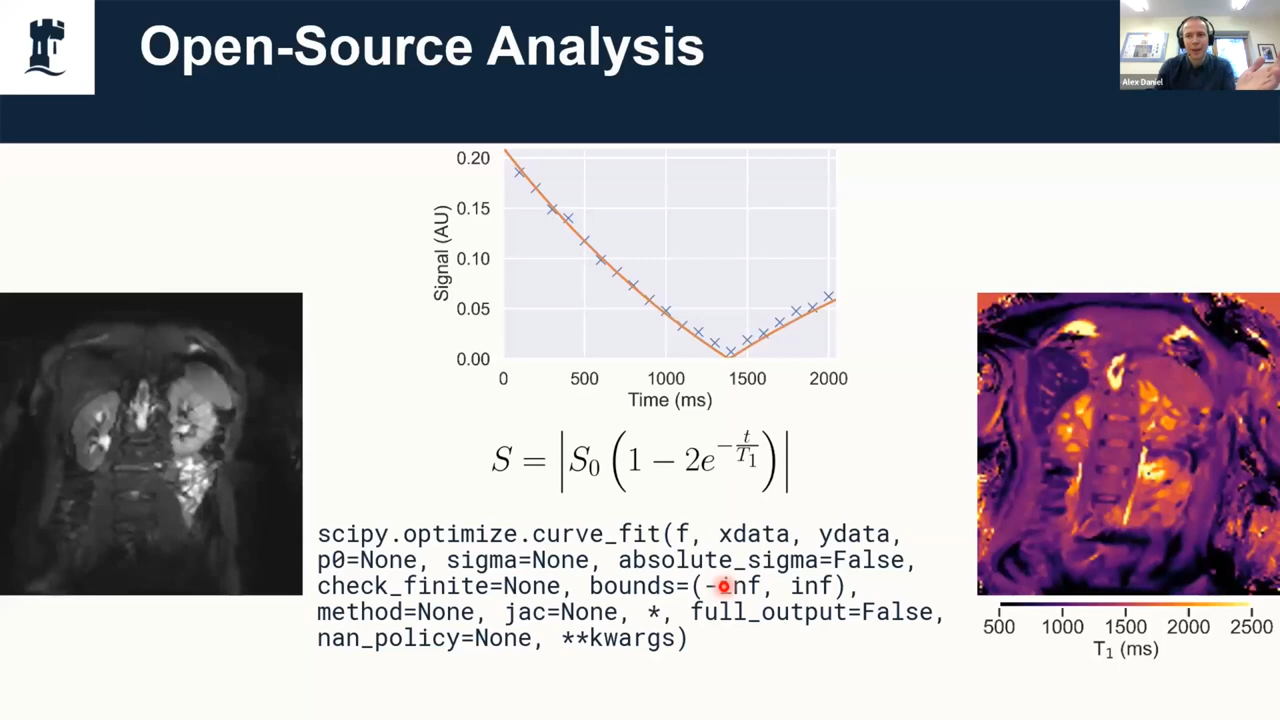 Open-Source Analysis
Alex Daniel
0.20
0.15
0.10
0.05
0.00
Signal (AU)
0 500 1000 1500 2000
Time (ms)
S = |S₀ (1 − 2e^{−t/T₁})|
scipy.optimize.curve_fit(f, xdata, ydata,
p0=None, sigma=None, absolute_sigma=False,
check_finite=None, bounds=(-inf, inf),
method=None, jac=None, *, full_output=False,
nan_policy=None, **kwargs)
500 1000 1500 2000 2500
T₁ (ms)